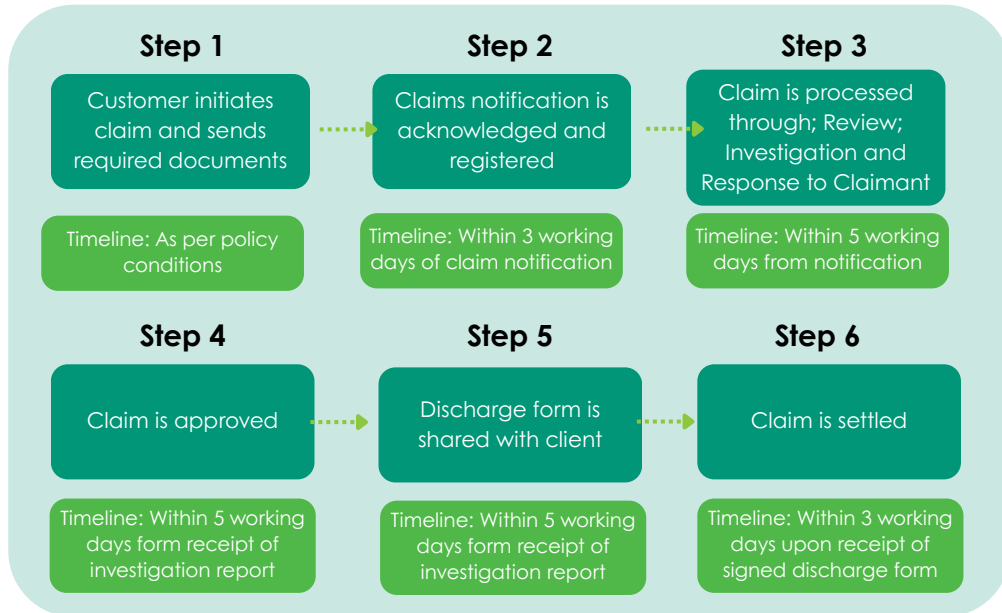 Step 1
Customer initiates
claim and sends
required documents
Timeline: As per policy
conditions
Step 2
Claims notification is
acknowledged and
registered
Timeline: Within 3 working
days of claim notification
Step 3
Claim is processed
through; Review;
Investigation and
Response to Claimant
Timeline: Within 5 working
days from notification
Step 4
Claim is approved
Timeline: Within 5 working
days form receipt of
investigation report
Step 5
Discharge form is
shared with client
Timeline: Within 5 working
days form receipt of
investigation report
Step 6
Claim is settled
Timeline: Within 3 working
days upon receipt of
signed discharge form